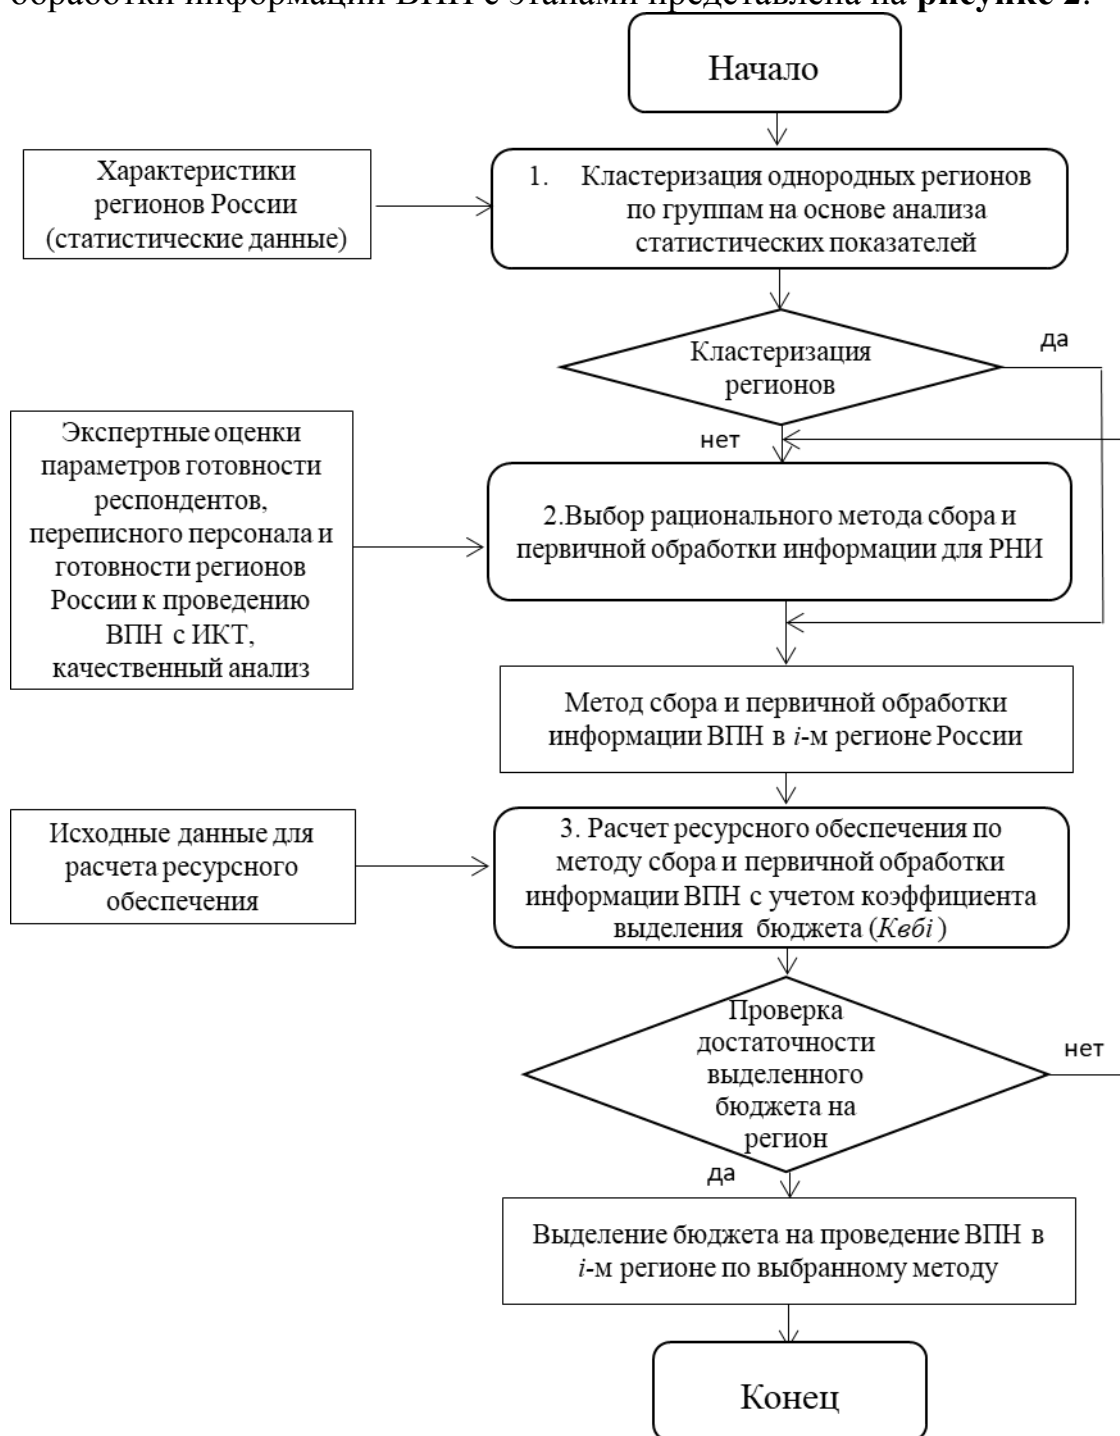 обработки информации ВПН с этапами представлена на рисунке 2.
Начало
Характеристики
регионов России
(статистические данные)
1. Кластеризация однородных регионов
по группам на основе анализа
статистических показателей
Кластеризация
регионов
да
нет
Экспертные оценки
параметров готовности
респондентов,
переписного персонала и
готовности регионов
России к проведению
ВПН с ИКТ,
качественный анализ
2.Выбор рационального метода сбора и
первичной обработки информации для РНИ
Метод сбора и первичной обработки
информации ВПН в i-м регионе России
Исходные данные для
расчета ресурсного
обеспечения
3. Расчет ресурсного обеспечения по
методу сбора и первичной обработки
информации ВПН с учетом коэффициента
выделения бюджета (Квбi)
Проверка
достаточности
выделенного
бюджета на
регион
нет
да
Выделение бюджета на проведение ВПН в
i-м регионе по выбранному методу
Конец